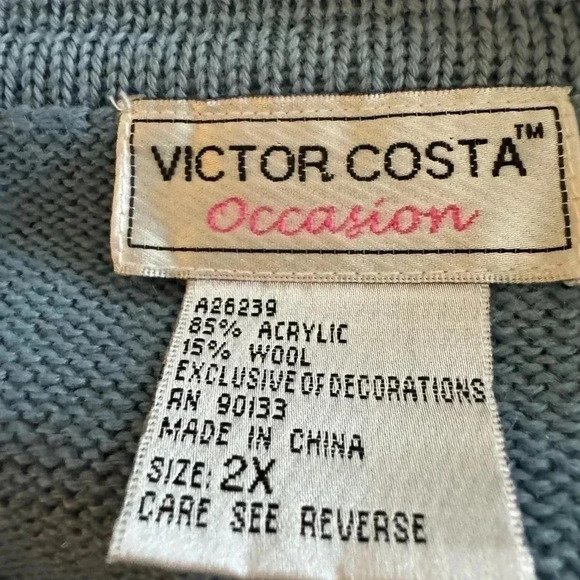 VICTOR COSTA™
Occasion
A26239
85% ACRYLIC
15% WOOL
EXCLUSIVE OF DECORATIONS
RN 90133
MADE IN CHINA
SIZE: 2X
CARE SEE REVERSE